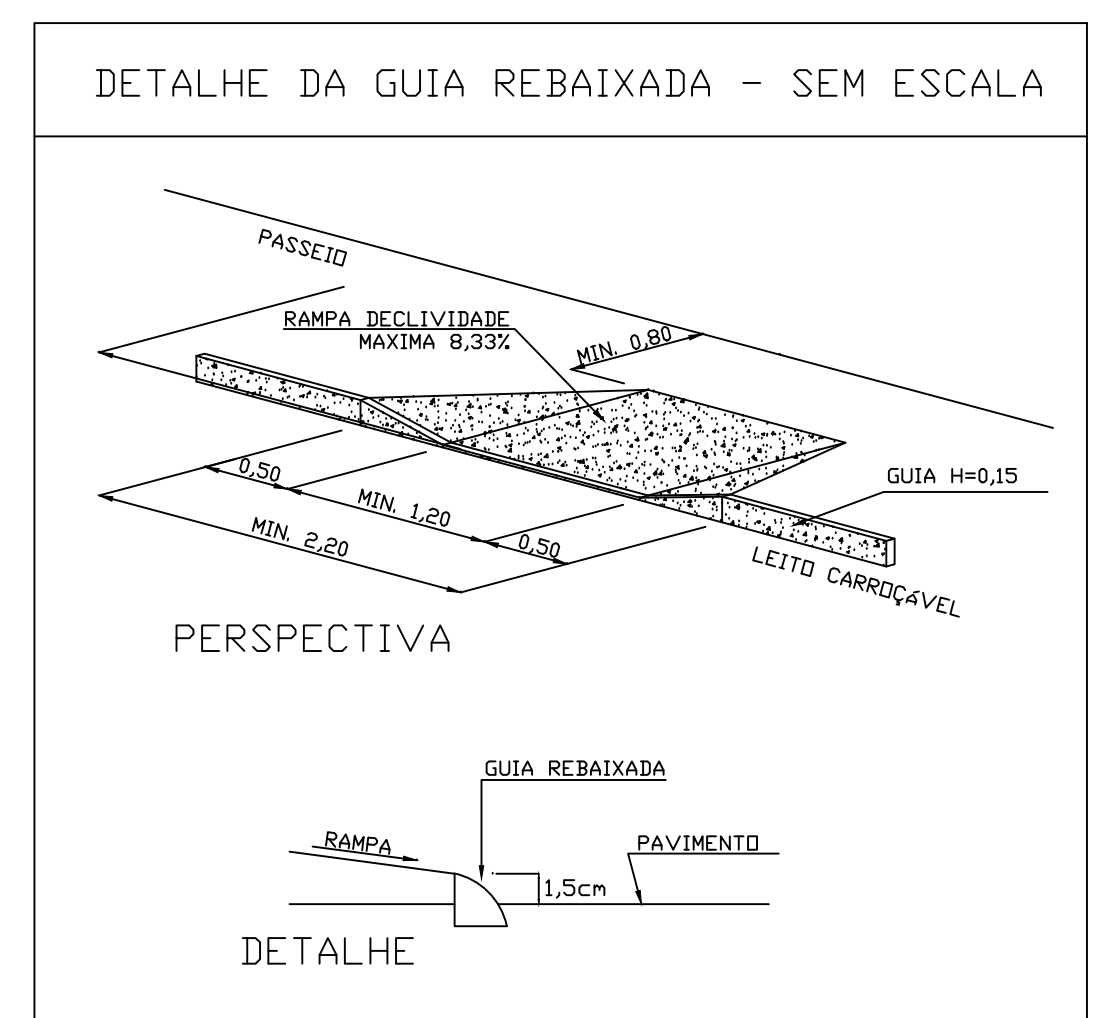 DETALHE DA GUIA REBAIXADA - SEM ESCALA
PASSEIO
RAMPA DECLIVIDADE
MAXIMA 8,33%
MIN. 0,80
GUIA H=0,15
0,50
MIN. 1,20
0,50
MIN. 2,20
LEITO CARROÇáVEL
PERSPECTIVA
GUIA REBAIXADA
RAMPA
PAVIMENTO
1,5cm
DETALHE